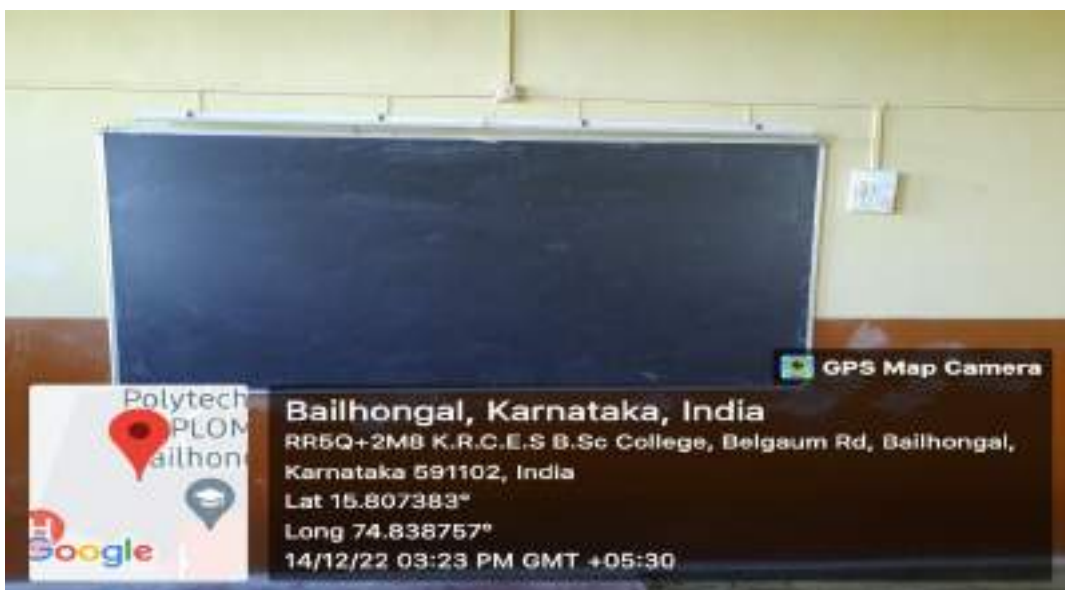 GPS Map Camera
Polytech
PLOM
ailhon
Google
Bailhongal, Karnataka, India
RR5Q+2M8 K.R.C.E.S B.Sc College, Belgaum Rd, Bailhongal,
Karnataka 591102, India
Lat 15.807383°
Long 74.838757°
14/12/22 03:23 PM GMT +05:30